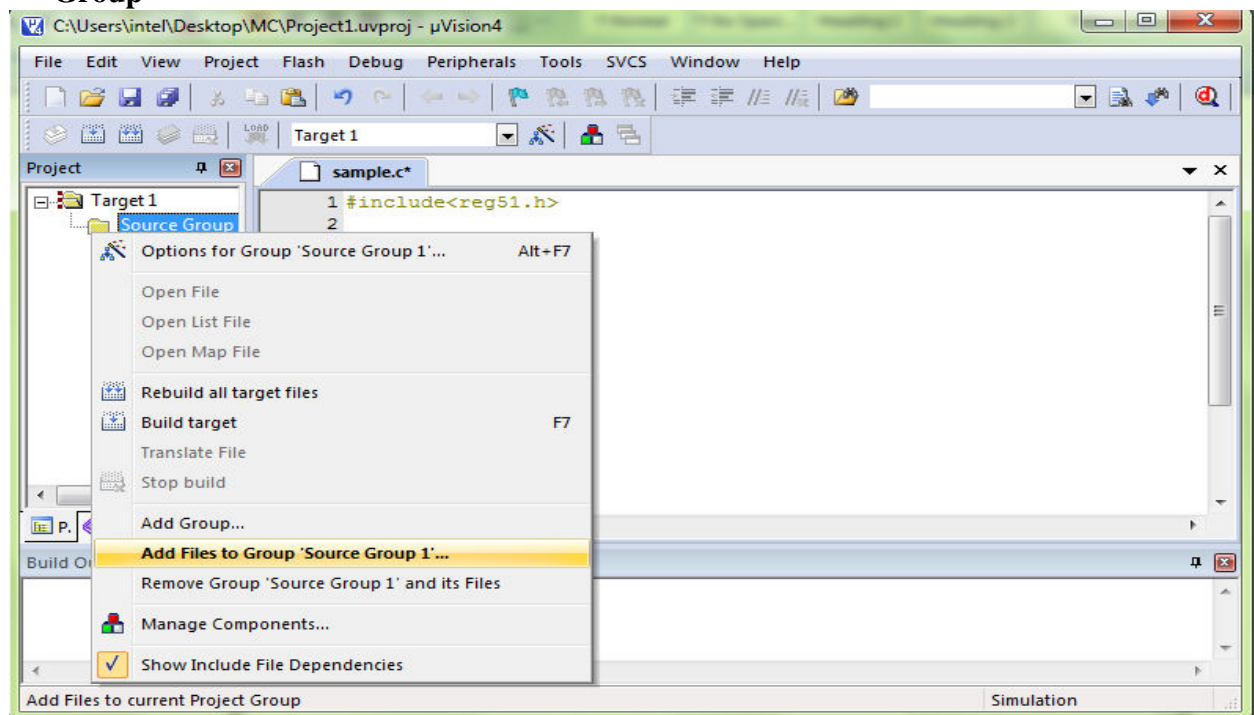 Group
C:\Users\intel\Desktop\MC\Project1.uvproj - µVision4
File Edit View Project Flash Debug Peripherals Tools SVCS Window Help
LOAD Target 1
Project sample.c*
Target 1 1 #include<reg51.h>
Source Group 2
Options for Group 'Source Group 1'... Alt+F7
Open File
Open List File
Open Map File
Rebuild all target files
Build target F7
Translate File
Stop build
P. Add Group...
Build Ou Add Files to Group 'Source Group 1'...
Remove Group 'Source Group 1' and its Files
Manage Components...
Show Include File Dependencies
Add Files to current Project Group Simulation